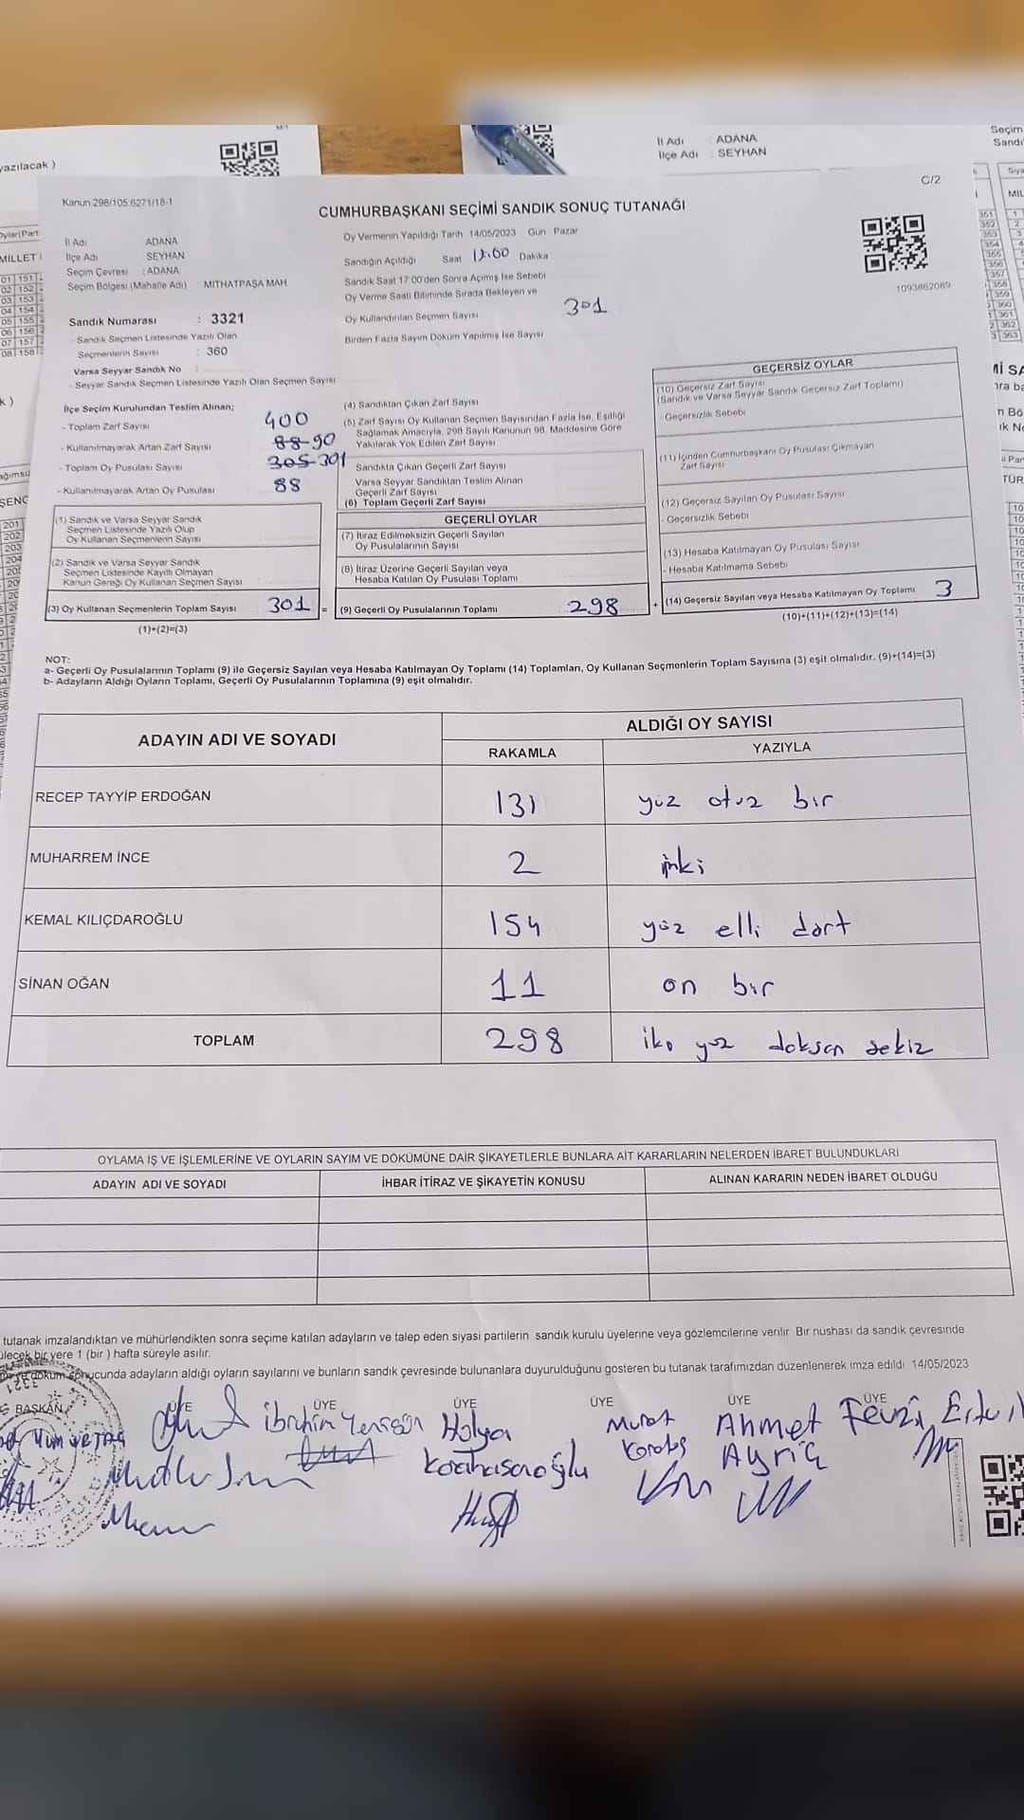 yazılacak )
İl Adı : ADANA
İlçe Adı : SEYHAN
Seçim
C/2
Kanun 298/105 6271/18-1
CUMHURBAŞKANI SEÇİMİ SANDIK SONUÇ TUTANAĞI
İl Adı ADANA
İlçe Adı SEYHAN
Seçim Çevresi : ADANA
Seçim Bölgesi (Mahalle Adı) MİTHATPAŞA MAH
Oy Vermenin Yapıldığı Tarih 14/05/2023 Gün Pazar
Sandığın Açıldığı Saat 17:00 Dakika
Sandık Saat 17:00'den Sonra Açılmış İse Sebebi
Oy Verme Saati Bitiminde Sırada Bekleyen ve
Oy Kullandırılan Seçmen Sayısı 301
Birden Fazla Sayım Döküm Yapılmış İse Sayısı
1093862089
Sandık Numarası : 3321
- Sandık Seçmen Listesinde Yazılı Olan
Seçmenlerin Sayısı : 360
Varsa Seyyar Sandık No
- Seyyar Sandık Seçmen Listesinde Yazılı Olan Seçmen Sayısı
İlçe Seçim Kurulundan Teslim Alınan;
- Toplam Zarf Sayısı 400
- Kullanılmayarak Artan Zarf Sayısı 88-90
- Toplam Oy Pusulası Sayısı 305-301
- Kullanılmayarak Artan Oy Pusulası 88
(1) Sandık ve Varsa Seyyar Sandık
Seçmen Listesinde Yazılı Olup
Oy Kullanan Seçmenlerin Sayısı
(2) Sandık ve Varsa Seyyar Sandık
Seçmen Listesinde Kayıtlı Olmayan
Kanun Gereği Oy Kullanan Seçmen Sayısı
(3) Oy Kullanan Seçmenlerin Toplam Sayısı 301 =
(1)+(2)=(3)
(4) Sandıktan Çıkan Zarf Sayısı
(5) Zarf Sayısı Oy Kullanan Seçmen Sayısından Fazla İse, Eşitliği
Sağlamak Amacıyla, 298 Sayılı Kanunun 98. Maddesine Göre
Yakılarak Yok Edilen Zarf Sayısı
Sandıkta Çıkan Geçerli Zarf Sayısı
Varsa Seyyar Sandıktan Teslim Alınan
Geçerli Zarf Sayısı
(6) Toplam Geçerli Zarf Sayısı
GEÇERLİ OYLAR
(7) İtiraz Edilmeksizin Geçerli Sayılan
Oy Pusulalarının Sayısı
(8) İtiraz Üzerine Geçerli Sayılan veya
Hesaba Katılan Oy Pusulası Toplamı
(9) Geçerli Oy Pusulalarının Toplamı 298 +
GEÇERSİZ OYLAR
(10) Geçersiz Zarf Sayısı
(Sandık ve Varsa Seyyar Sandık Geçersiz Zarf Toplamı)
- Geçersizlik Sebebi
(11) İçinden Cumhurbaşkanı Oy Pusulası Çıkmayan
Zarf Sayısı
(12) Geçersiz Sayılan Oy Pusulası Sayısı
- Geçersizlik Sebebi
(13) Hesaba Katılmayan Oy Pusulası Sayısı
- Hesaba Katılmama Sebebi
(14) Geçersiz Sayılan veya Hesaba Katılmayan Oy Toplamı 3
(10)+(11)+(12)+(13)=(14)
NOT:
a- Geçerli Oy Pusulalarının Toplamı (9) ile Geçersiz Sayılan veya Hesaba Katılmayan Oy Toplamı (14) Toplamları, Oy Kullanan Seçmenlerin Toplam Sayısına (3) eşit olmalıdır. (9)+(14)=(3)
b- Adayların Aldığı Oyların Toplamı, Geçerli Oy Pusulalarının Toplamına (9) eşit olmalıdır.
ADAYIN ADI VE SOYADI
ALDIĞI OY SAYISI
RAKAMLA YAZIYLA
RECEP TAYYİP ERDOĞAN 131 yüz otuz bir
MUHARREM İNCE 2 inki
KEMAL KILIÇDAROĞLU 154 yüz elli dört
SİNAN OĞAN 11 on bir
TOPLAM 298 iki yüz doksan sekiz
OYLAMA İŞ VE İŞLEMLERİNE VE OYLARIN SAYIM VE DÖKÜMÜNE DAİR ŞİKAYETLERLE BUNLARA AİT KARARLARIN NELERDEN İBARET BULUNDUKLARI
ADAYIN ADI VE SOYADI İHBAR İTİRAZ VE ŞİKAYETİN KONUSU ALINAN KARARIN NEDEN İBARET OLDUĞU
tutanak imzalandıktan ve mühürlendikten sonra seçime katılan adayların ve talep eden siyasi partilerin sandık kurulu üyelerine veya gözlemcilerine verilir Bir nushası da sandık çevresinde
bir yere 1 (bir ) hafta süreyle asılır.
adayların aldığı oyların sayılarını ve bunların sandık çevresinde bulunanlara duyurulduğunu gösteren bu tutanak tarafımızdan düzenlenerek imza edildi 14/05/2023
BAŞKAN ÜYE ÜYE ÜYE ÜYE ÜYE ÜYE
İbrahim Yenigün
Hülya
Murat
Ahmet
Fevzi